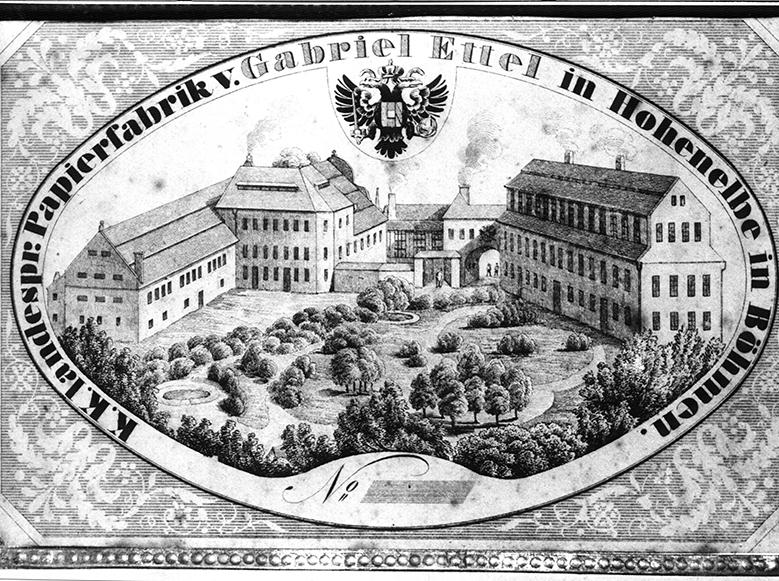 K.K.landespr. Papierfabrik v. Gabriel Ettel in Hohenelbe in Böhmen.
No